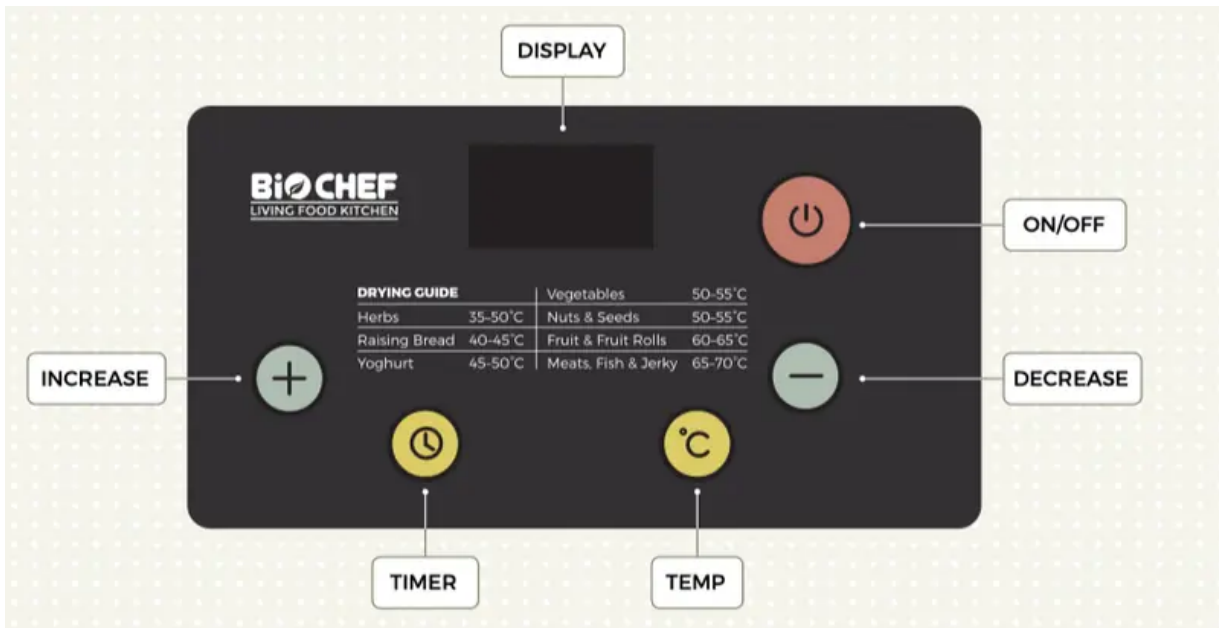 DISPLAY
BiO CHEF
LIVING FOOD KITCHEN
ON/OFF
DRYING GUIDE
Herbs 35-50°C
Raising Bread 40-45°C
Yoghurt 45-50°C
Vegetables 50-55°C
Nuts & Seeds 50-55°C
Fruit & Fruit Rolls 60-65°C
Meats, Fish & Jerky 65-70°C
INCREASE
+
−
DECREASE
°C
TIMER
TEMP